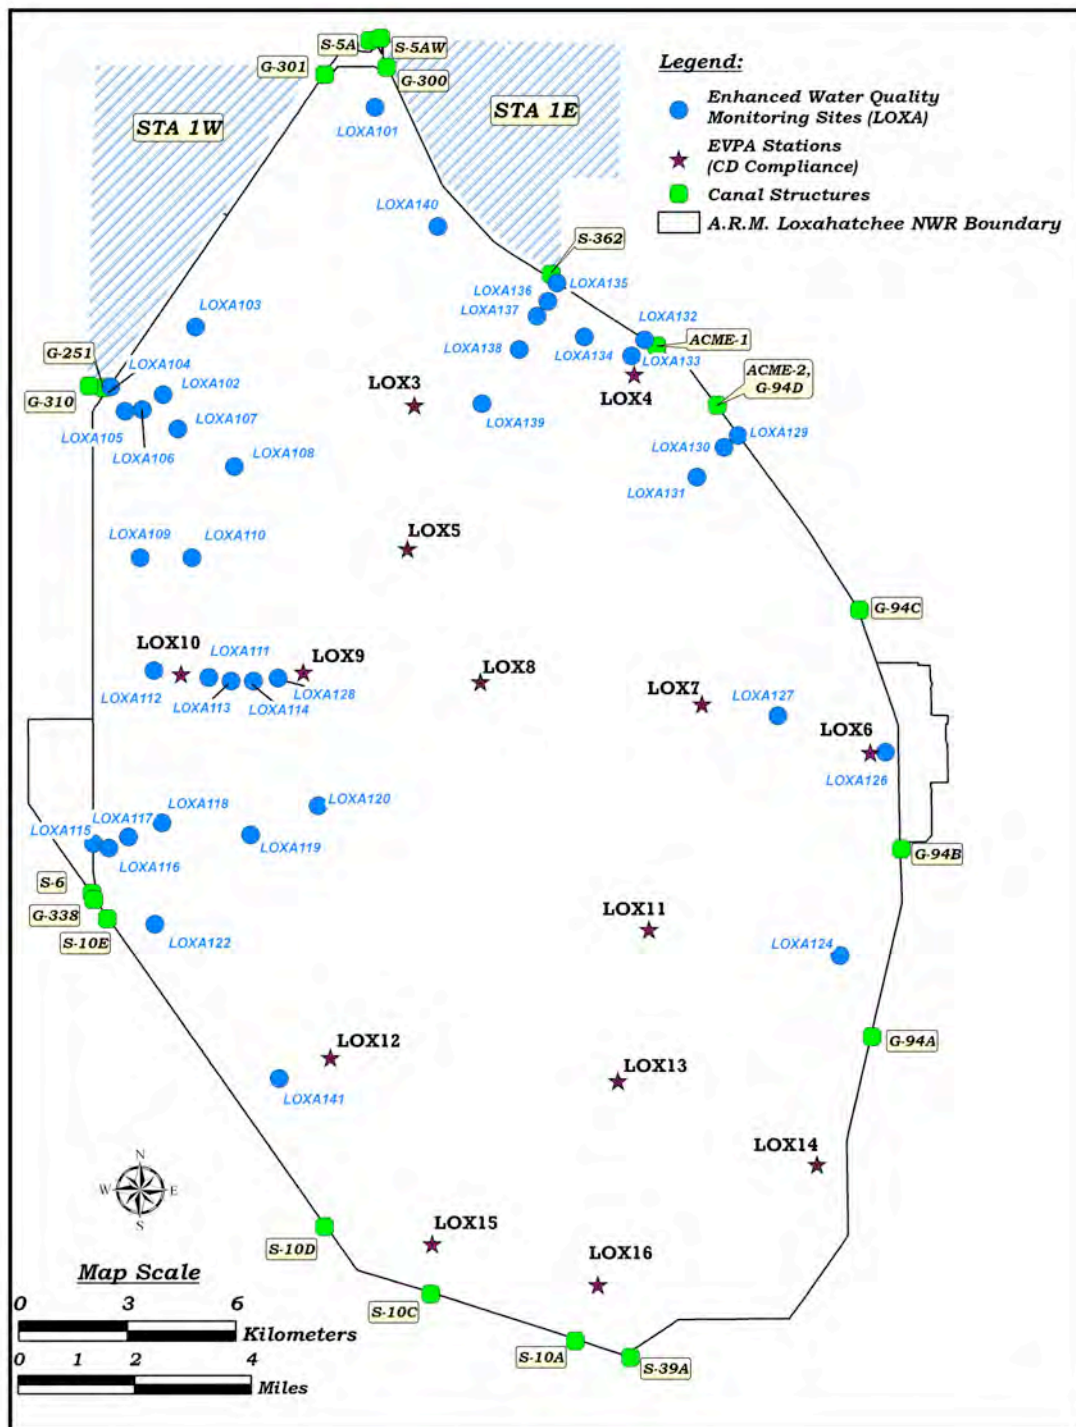 S-5A
S-5AW
G-301
G-300
Legend:
Enhanced Water Quality
Monitoring Sites (LOXA)
EVPA Stations
(CD Compliance)
Canal Structures
A.R.M. Loxahatchee NWR Boundary
STA 1W
STA 1E
LOXA101
LOXA140
S-362
LOXA135
LOXA136
LOXA137
LOXA103
LOXA132
ACME-1
LOXA138
LOXA134
LOXA133
G-251
LOXA104
G-310
LOXA102
LOX3
LOX4
ACME-2,
G-94D
LOXA107
LOXA139
LOXA105
LOXA106
LOXA129
LOXA130
LOXA108
LOXA131
LOXA109
LOXA110
LOX5
G-94C
LOX10
LOXA111
LOX9
LOXA112
LOXA113
LOXA114
LOXA128
LOX8
LOX7
LOXA127
LOX6
LOXA126
LOXA120
LOXA118
LOXA117
LOXA115
LOXA116
LOXA119
G-94B
S-6
G-338
S-10E
LOXA122
LOX11
LOXA124
G-94A
LOX12
LOXA141
LOX13
LOX14
N
W
E
S
LOX15
S-10D
LOX16
S-10C
S-10A
S-39A
Map Scale
0 3 6
Kilometers
0 1 2 4
Miles